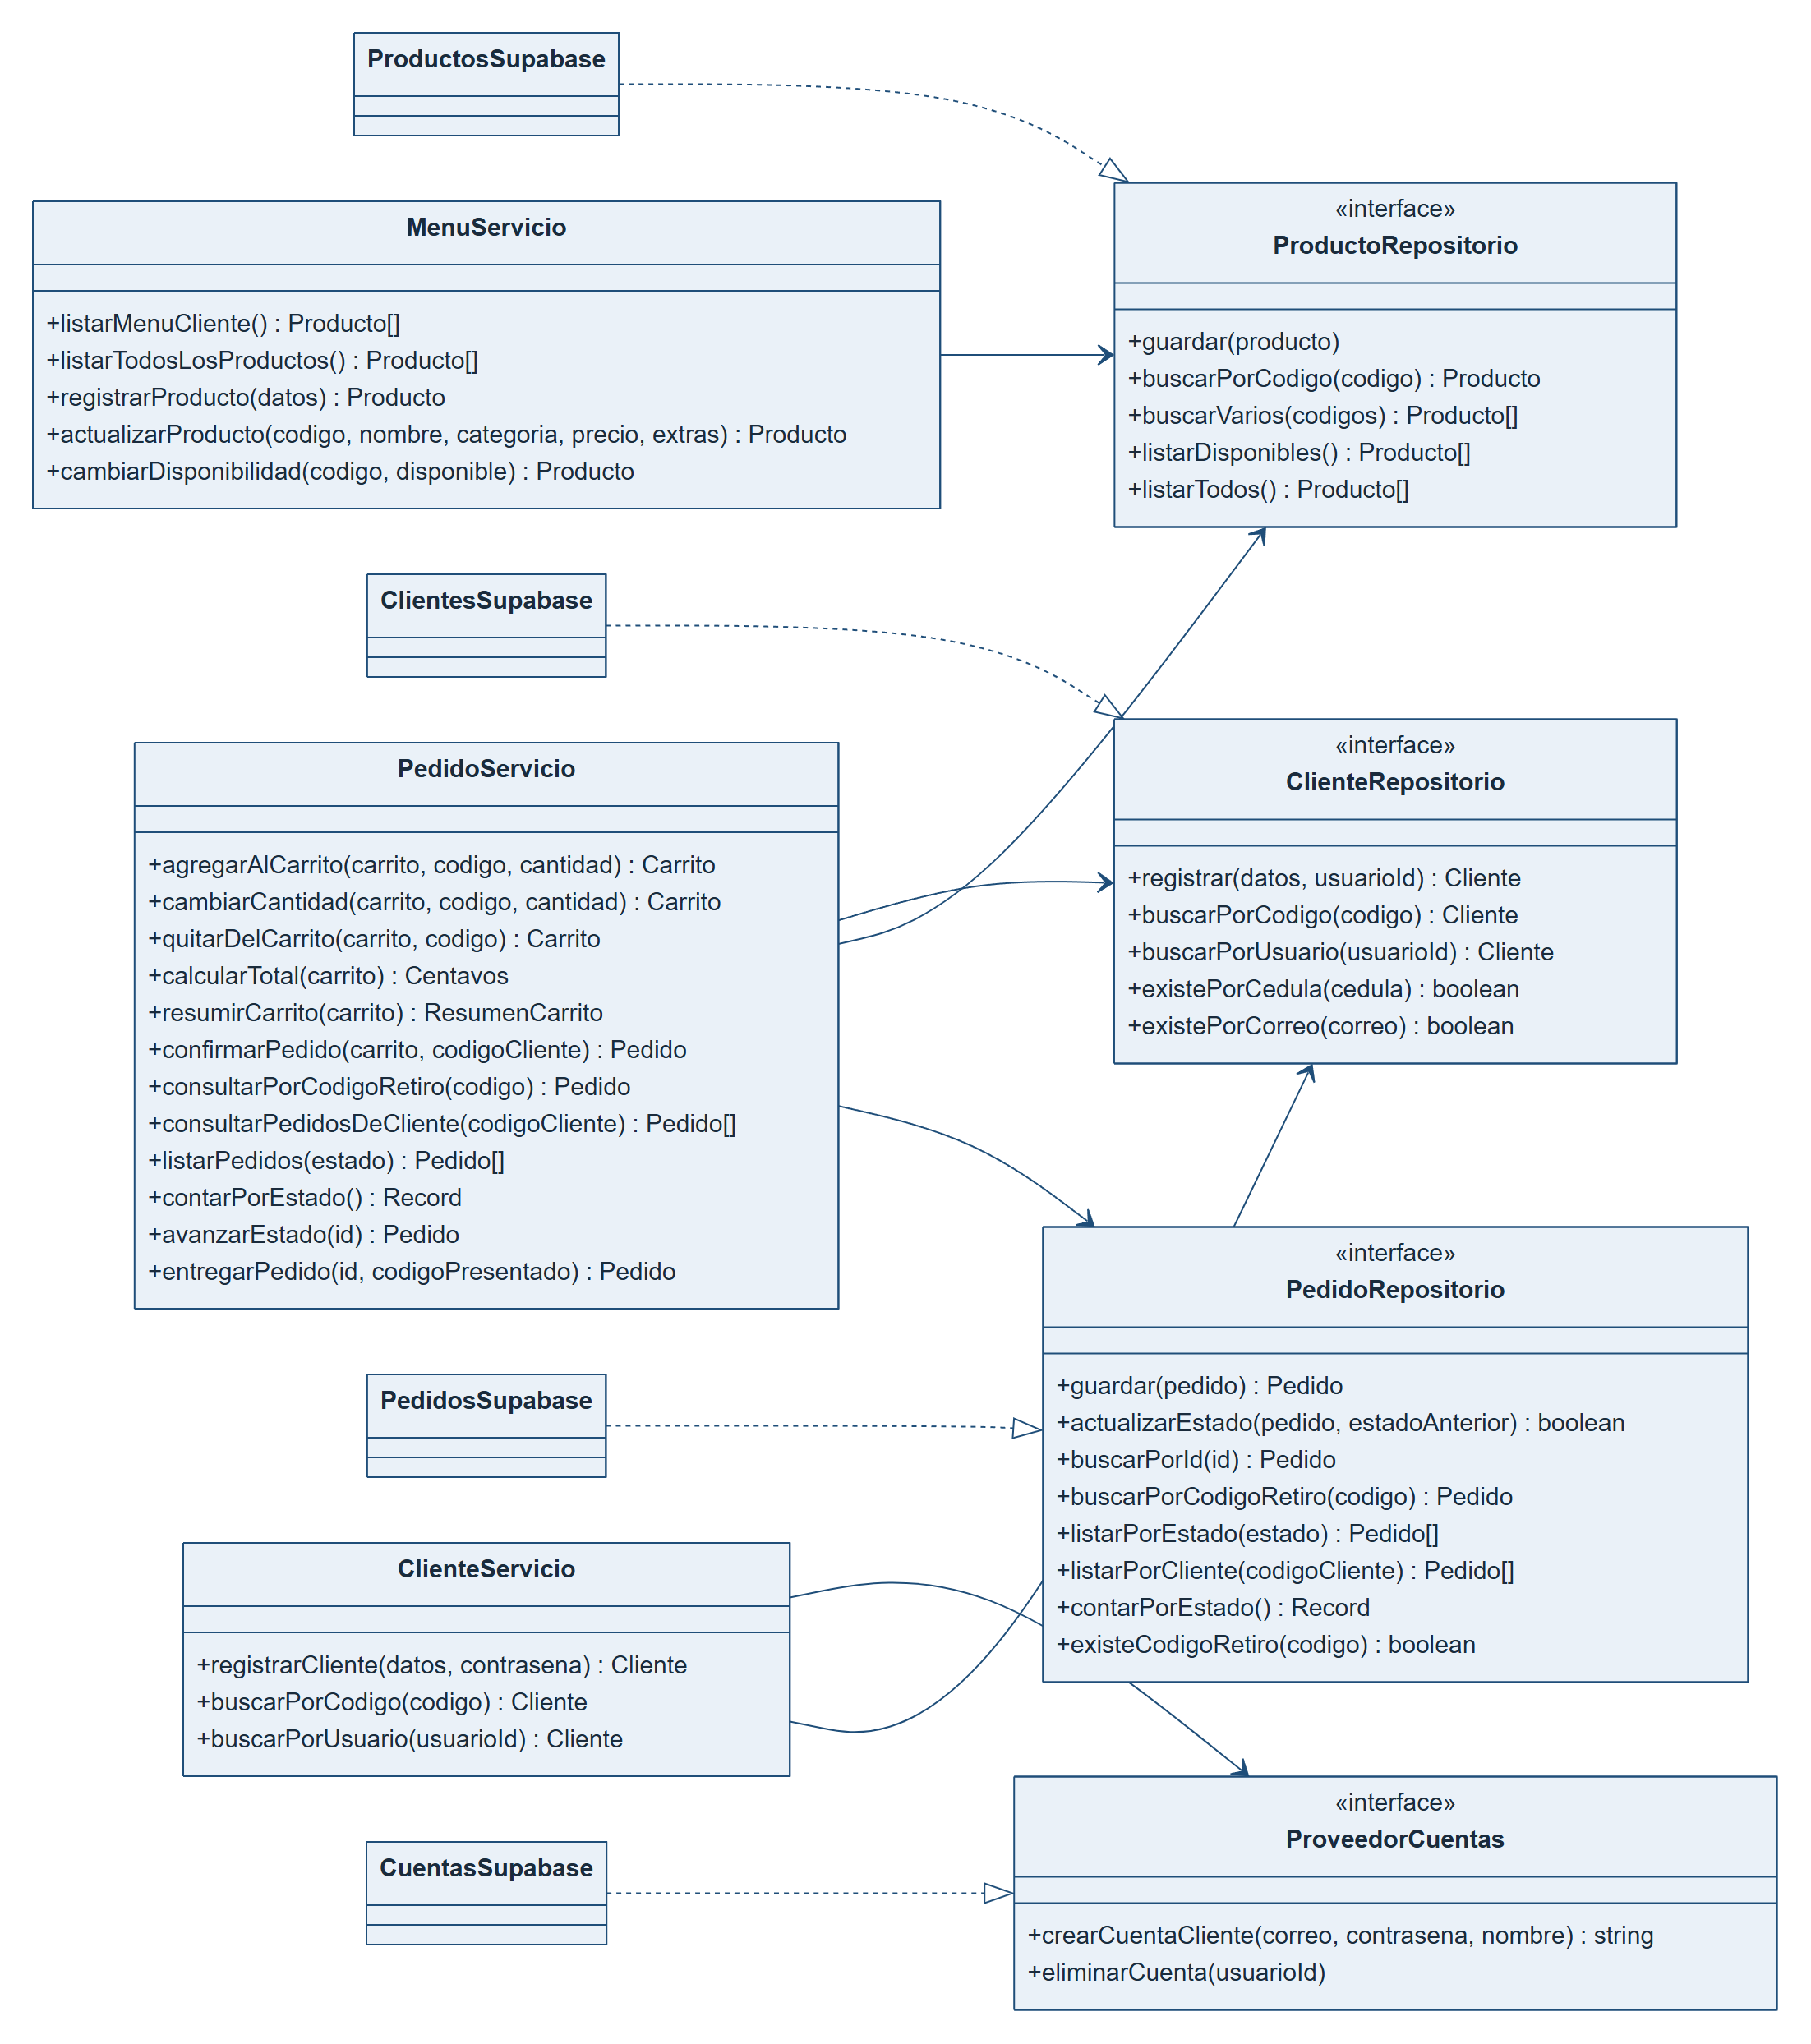 ProductosSupabase
MenuServicio
+listarMenuCliente() : Producto[]
+listarTodosLosProductos() : Producto[]
+registrarProducto(datos) : Producto
+actualizarProducto(codigo, nombre, categoria, precio, extras) : Producto
+cambiarDisponibilidad(codigo, disponible) : Producto
«interface»
ProductoRepositorio
+guardar(producto)
+buscarPorCodigo(codigo) : Producto
+buscarVarios(codigos) : Producto[]
+listarDisponibles() : Producto[]
+listarTodos() : Producto[]
ClientesSupabase
PedidoServicio
+agregarAlCarrito(carrito, codigo, cantidad) : Carrito
+cambiarCantidad(carrito, codigo, cantidad) : Carrito
+quitarDelCarrito(carrito, codigo) : Carrito
+calcularTotal(carrito) : Centavos
+resumirCarrito(carrito) : ResumenCarrito
+confirmarPedido(carrito, codigoCliente) : Pedido
+consultarPorCodigoRetiro(codigo) : Pedido
+consultarPedidosDeCliente(codigoCliente) : Pedido[]
+listarPedidos(estado) : Pedido[]
+contarPorEstado() : Record
+avanzarEstado(id) : Pedido
+entregarPedido(id, codigoPresentado) : Pedido
«interface»
ClienteRepositorio
+registrar(datos, usuarioId) : Cliente
+buscarPorCodigo(codigo) : Cliente
+buscarPorUsuario(usuarioId) : Cliente
+existePorCedula(cedula) : boolean
+existePorCorreo(correo) : boolean
PedidosSupabase
«interface»
PedidoRepositorio
+guardar(pedido) : Pedido
+actualizarEstado(pedido, estadoAnterior) : boolean
+buscarPorId(id) : Pedido
+buscarPorCodigoRetiro(codigo) : Pedido
+listarPorEstado(estado) : Pedido[]
+listarPorCliente(codigoCliente) : Pedido[]
+contarPorEstado() : Record
+existeCodigoRetiro(codigo) : boolean
ClienteServicio
+registrarCliente(datos, contrasena) : Cliente
+buscarPorCodigo(codigo) : Cliente
+buscarPorUsuario(usuarioId) : Cliente
CuentasSupabase
«interface»
ProveedorCuentas
+crearCuentaCliente(correo, contrasena, nombre) : string
+eliminarCuenta(usuarioId)